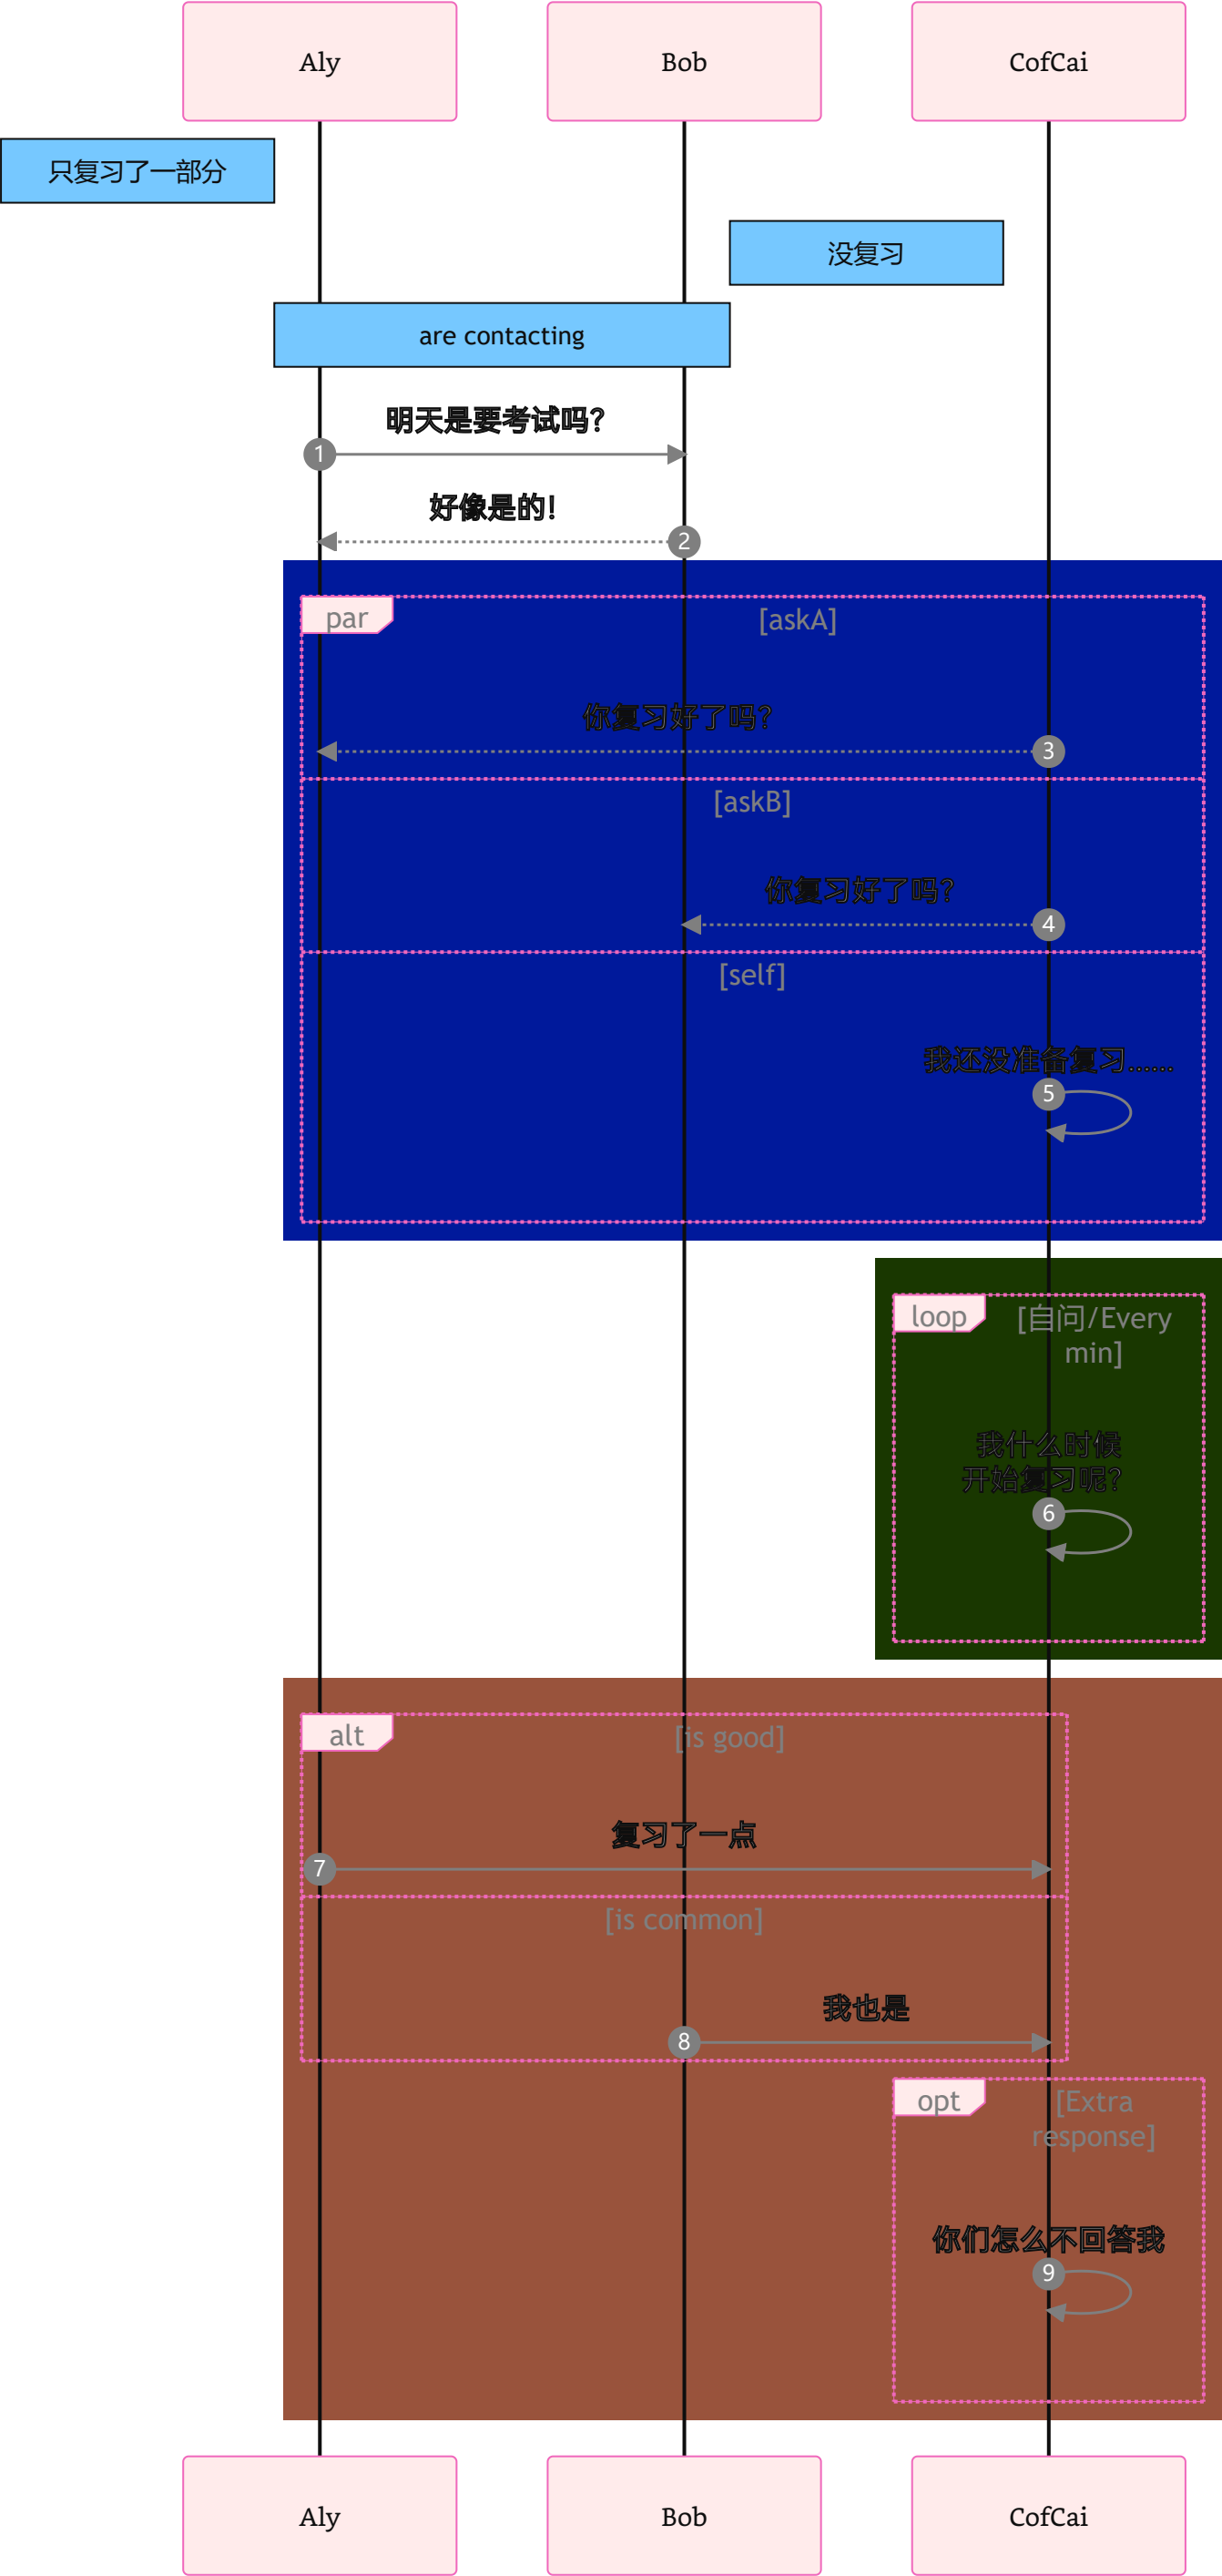 Aly
Bob
CofCai
只复习了一部分
没复习
are contacting
明天是要考试吗?
1
好像是的!
2
par
[askA]
你复习好了吗?
3
[askB]
你复习好了吗?
4
[self]
我还没准备复习......
5
loop
[自问/Every
min]
我什么时候
开始复习呢?
6
alt
[is good]
复习了一点
7
[is common]
我也是
8
opt
[Extra
response]
你们怎么不回答我
9
Aly
Bob
CofCai